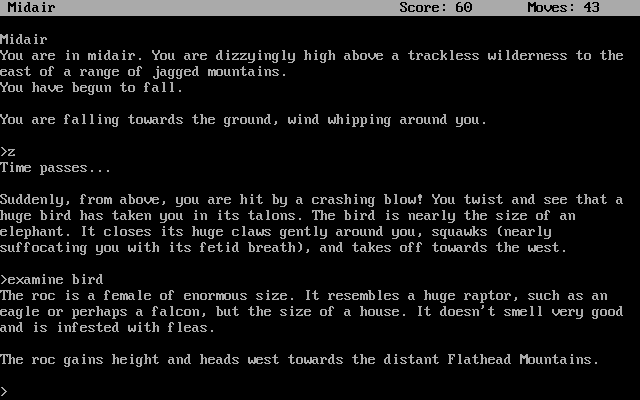 Midair Score: 60 Moves: 43
Midair
You are in midair. You are dizzyingly high above a trackless wilderness to the
east of a range of jagged mountains.
You have begun to fall.
You are falling towards the ground, wind whipping around you.
>z
Time passes...
Suddenly, from above, you are hit by a crashing blow! You twist and see that a
huge bird has taken you in its talons. The bird is nearly the size of an
elephant. It closes its huge claws gently around you, squawks (nearly
suffocating you with its fetid breath), and takes off towards the west.
>examine bird
The roc is a female of enormous size. It resembles a huge raptor, such as an
eagle or perhaps a falcon, but the size of a house. It doesn't smell very good
and is infested with fleas.
The roc gains height and heads west towards the distant Flathead Mountains.
>